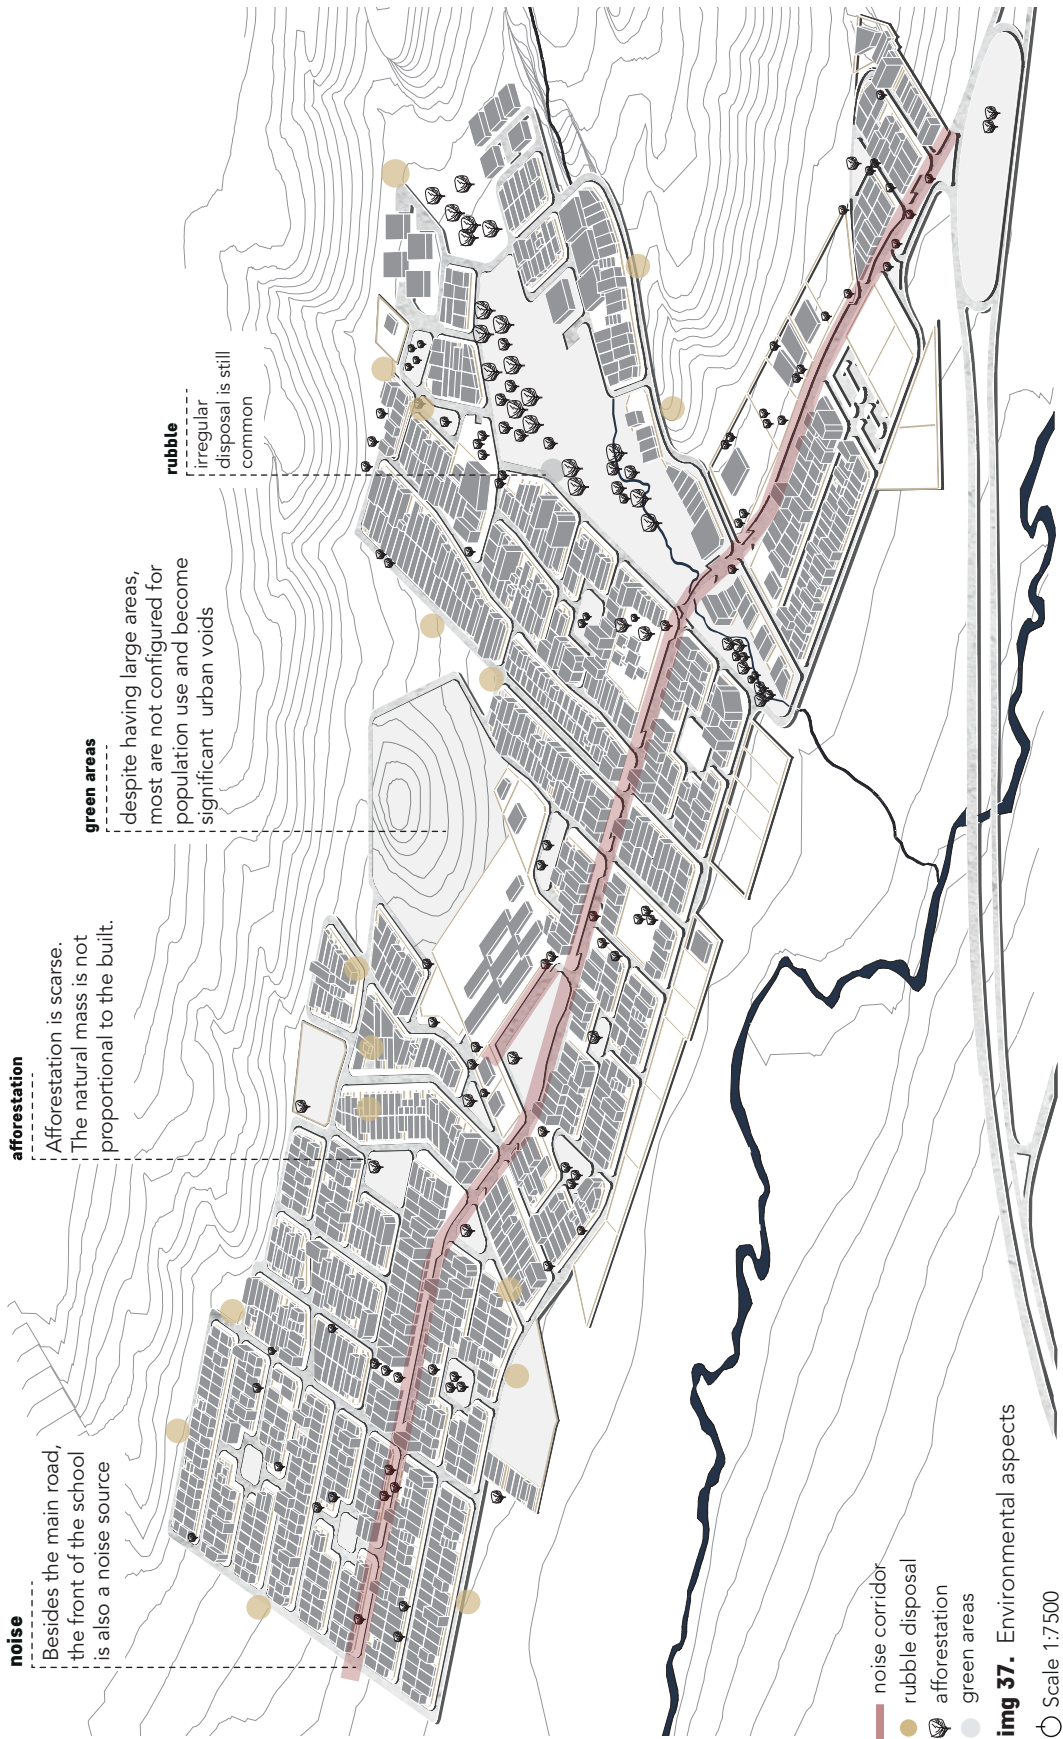 noise
Besides the main road,
the front of the school
is also a noise source
afforestation
Afforestation is scarse.
The natural mass is not
proportional to the built.
green areas
despite having large areas,
most are not configured for
population use and become
significant urban voids
rubble
irregular
disposal is still
common
noise corridor
rubble disposal
afforestation
green areas
img 37. Environmental aspects
Scale 1:7500